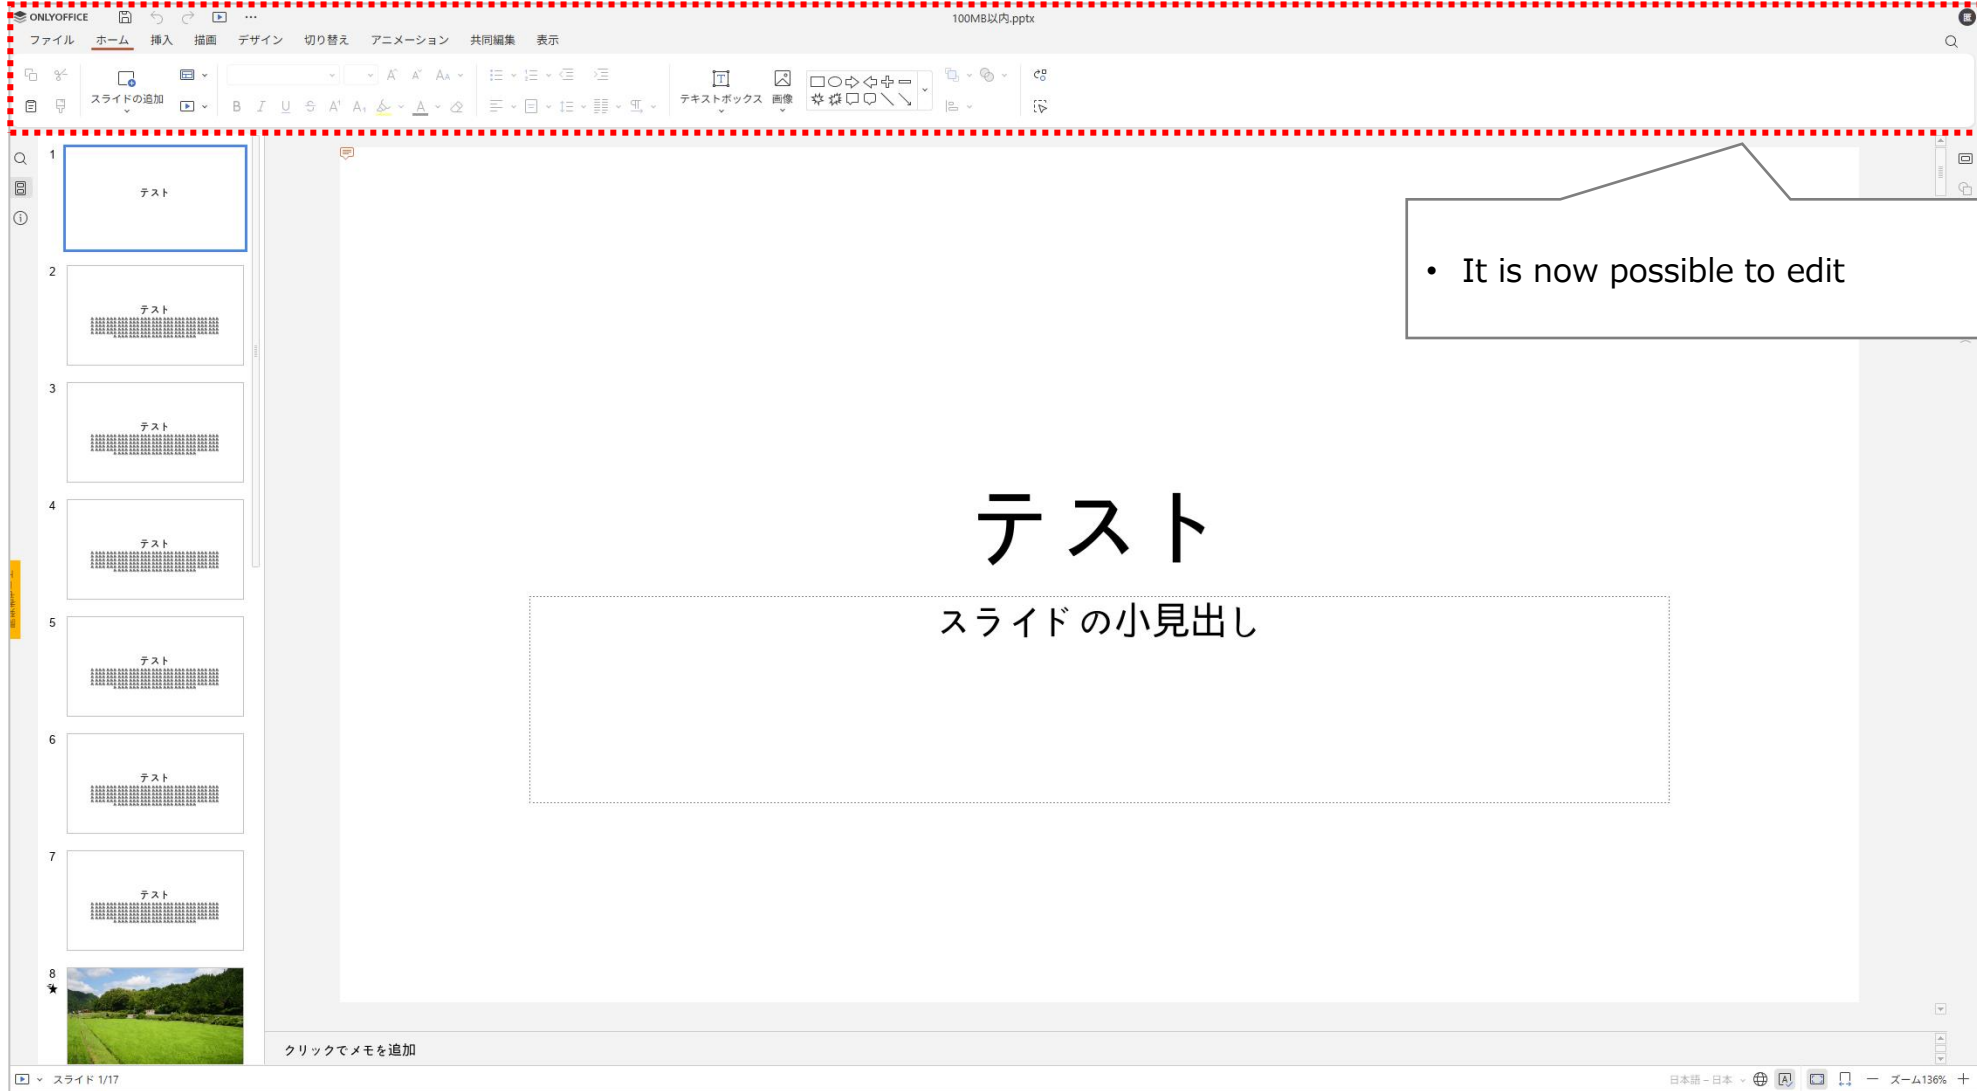 ONLYOFFICE
100MB以内.pptx
ファイル ホーム 挿入 描画 デザイン 切り替え アニメーション 共同編集 表示
スライドの追加
テキストボックス 画像
1
テスト
2
テスト
3
テスト
4
テスト
5
テスト
6
テスト
7
テスト
8
• It is now possible to edit
テスト
スライドの小見出し
クリックでメモを追加
スライド 1/17
日本語 – 日本
ズーム136%